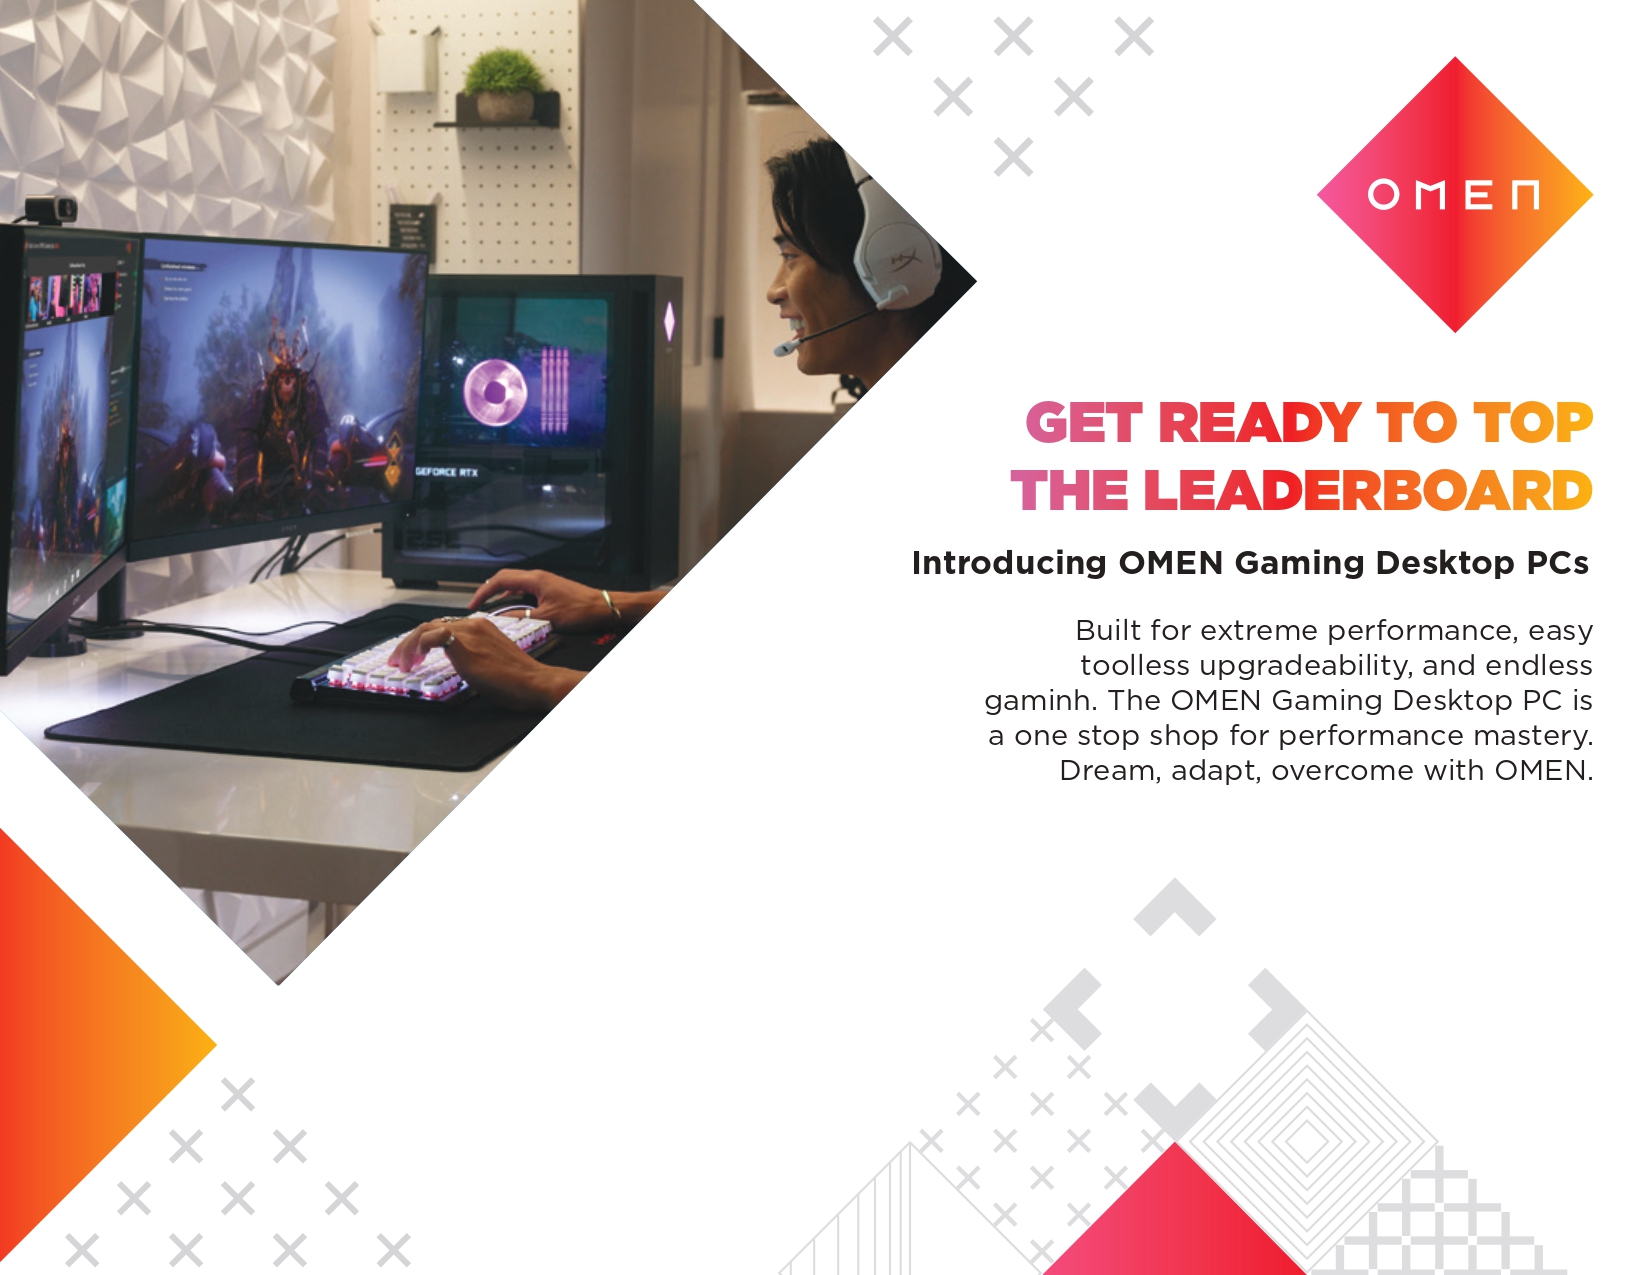 OMEN
GEFORCE RTX
GET READY TO TOP
THE LEADERBOARD
Introducing OMEN Gaming Desktop PCs
Built for extreme performance, easy
toolless upgradeability, and endless
gaminh. The OMEN Gaming Desktop PC is
a one stop shop for performance mastery.
Dream, adapt, overcome with OMEN.